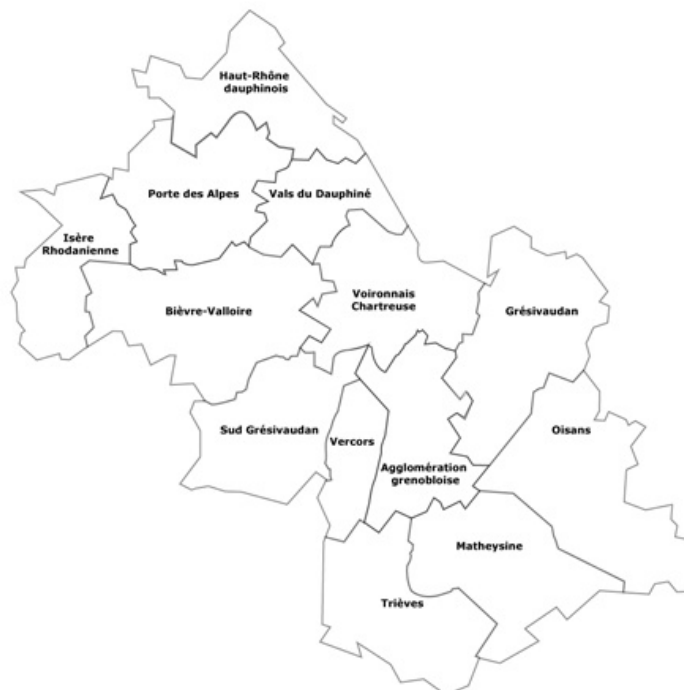 Haut-Rhône
dauphinois
Porte des Alpes
Vals du Dauphiné
Isère
Rhodanienne
Voironnais
Chartreuse
Bièvre-Valloire
Grésivaudan
Sud Grésivaudan
Vercors
Oisans
Agglomération
grenobloise
Matheysine
Trièves